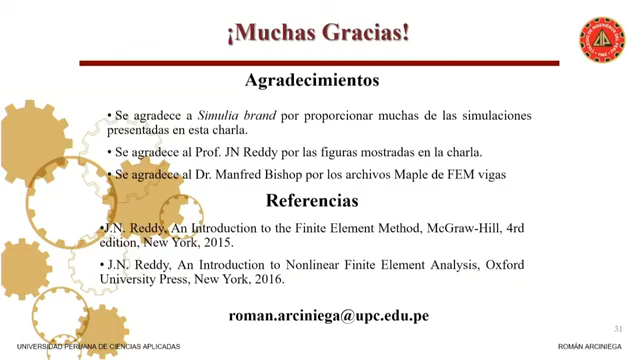 ¡Muchas Gracias!
Agradecimientos
• Se agradece a Simulia brand por proporcionar muchas de las simulaciones
presentadas en esta charla.
• Se agradece al Prof. JN Reddy por las figuras mostradas en la charla.
• Se agradece al Dr. Manfred Bishop por los archivos Maple de FEM vigas
Referencias
•J.N. Reddy, An Introduction to the Finite Element Method, McGraw-Hill, 4rd
edition, New York, 2015.
• J.N. Reddy, An Introduction to Nonlinear Finite Element Analysis, Oxford
University Press, New York, 2016.
roman.arciniega@upc.edu.pe
31
UNIVERSIDAD PERUANA DE CIENCIAS APLICADAS
ROMÁN ARCINIEGA